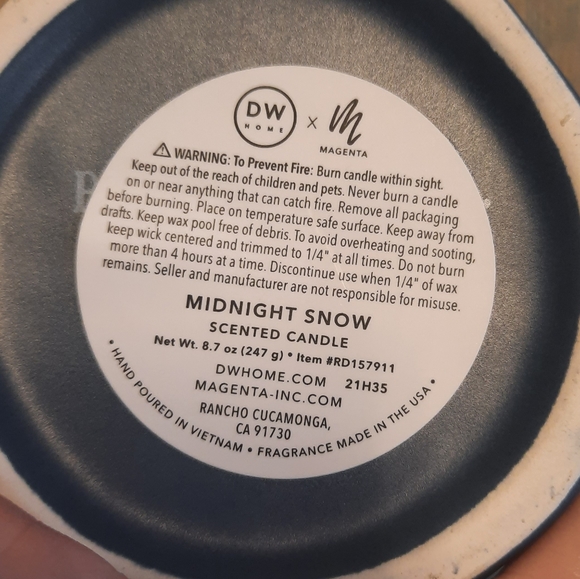 DW
HOME
x
M
MAGENTA
⚠ WARNING: To Prevent Fire: Burn candle within sight.
Keep out of the reach of children and pets. Never burn a candle
on or near anything that can catch fire. Remove all packaging
before burning. Place on temperature safe surface. Keep away from
drafts. Keep wax pool free of debris. To avoid overheating and sooting,
keep wick centered and trimmed to 1/4" at all times. Do not burn
more than 4 hours at a time. Discontinue use when 1/4" of wax
remains. Seller and manufacturer are not responsible for misuse.
MIDNIGHT SNOW
SCENTED CANDLE
Net Wt. 8.7 oz (247 g) • Item #RD157911
DWHOME.COM 21H35
MAGENTA-INC.COM
RANCHO CUCAMONGA,
CA 91730
• HAND POURED IN VIETNAM • FRAGRANCE MADE IN THE USA •